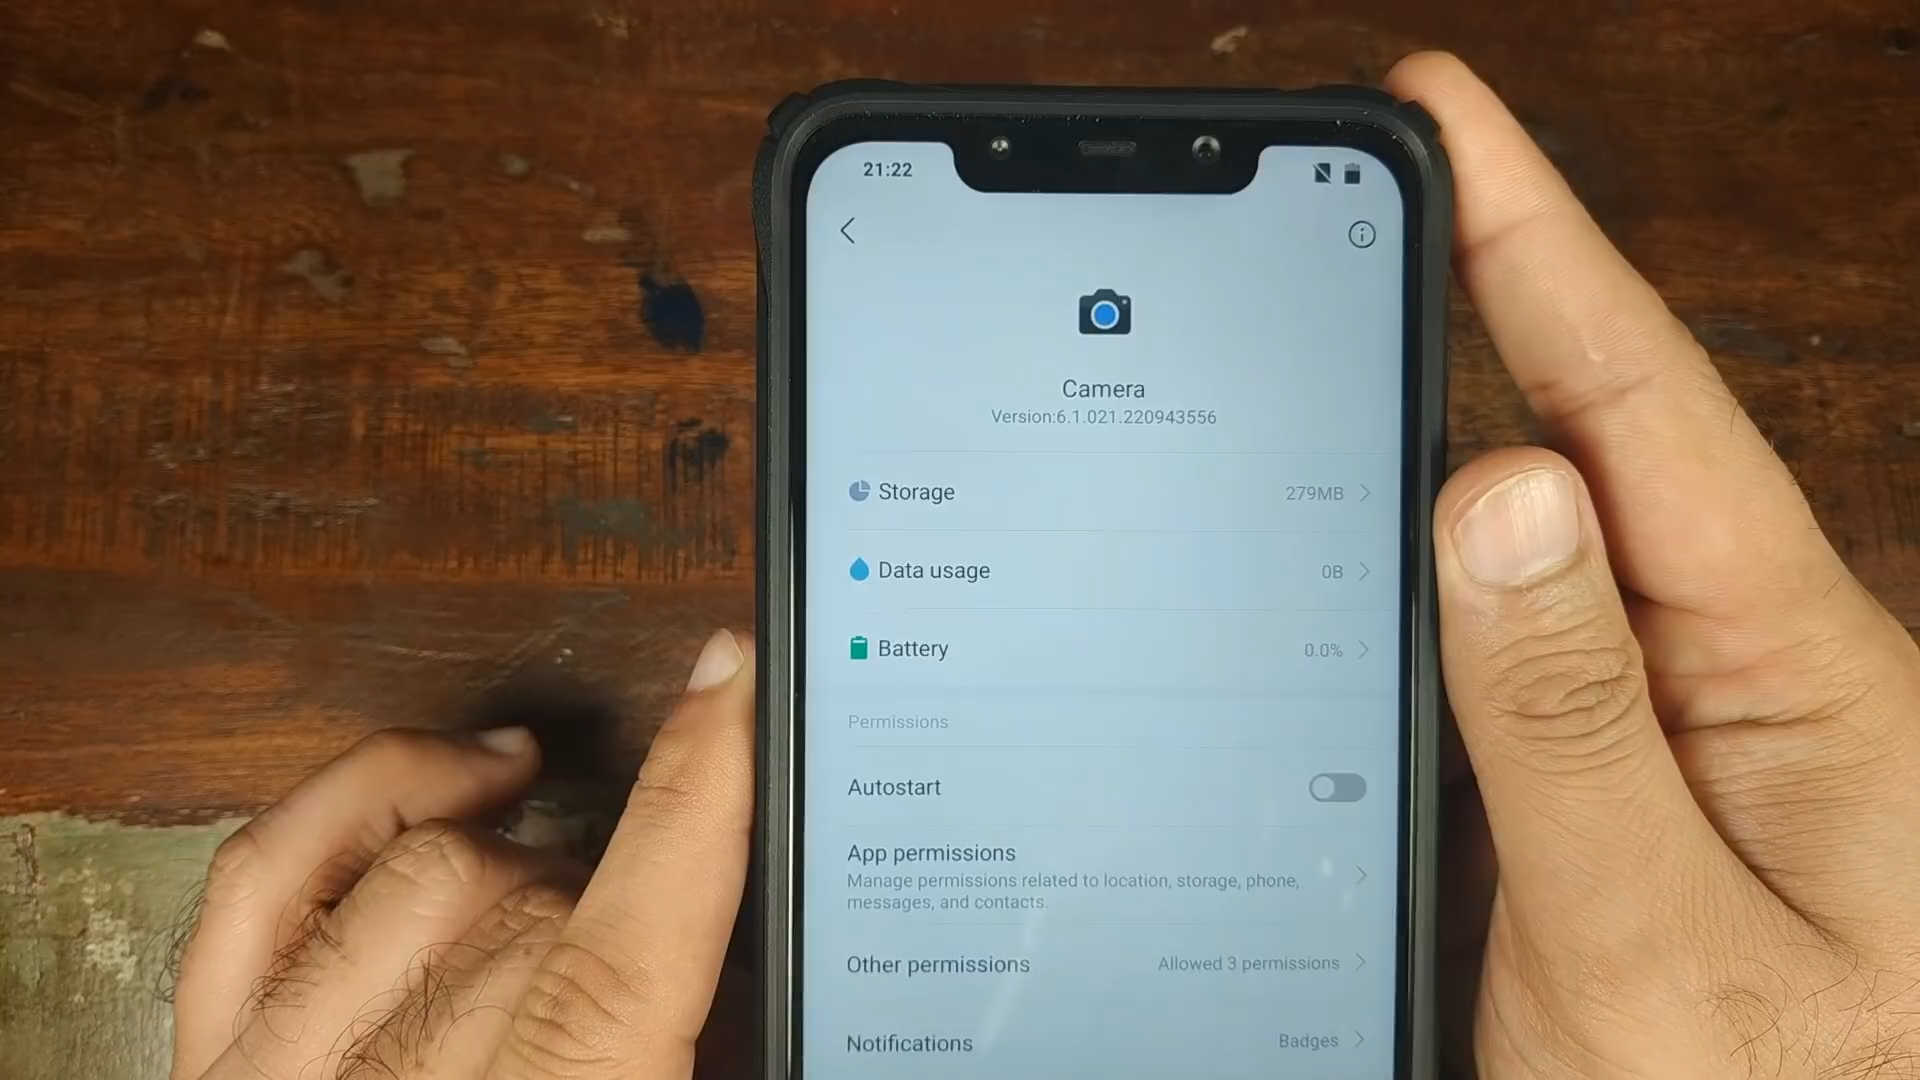 21:22
Camera
Version:6.1.021.220943556
Storage 279MB
Data usage 0B
Battery 0.0%
Permissions
Autostart
App permissions
Manage permissions related to location, storage, phone,
messages, and contacts.
Other permissions Allowed 3 permissions
Notifications Badges